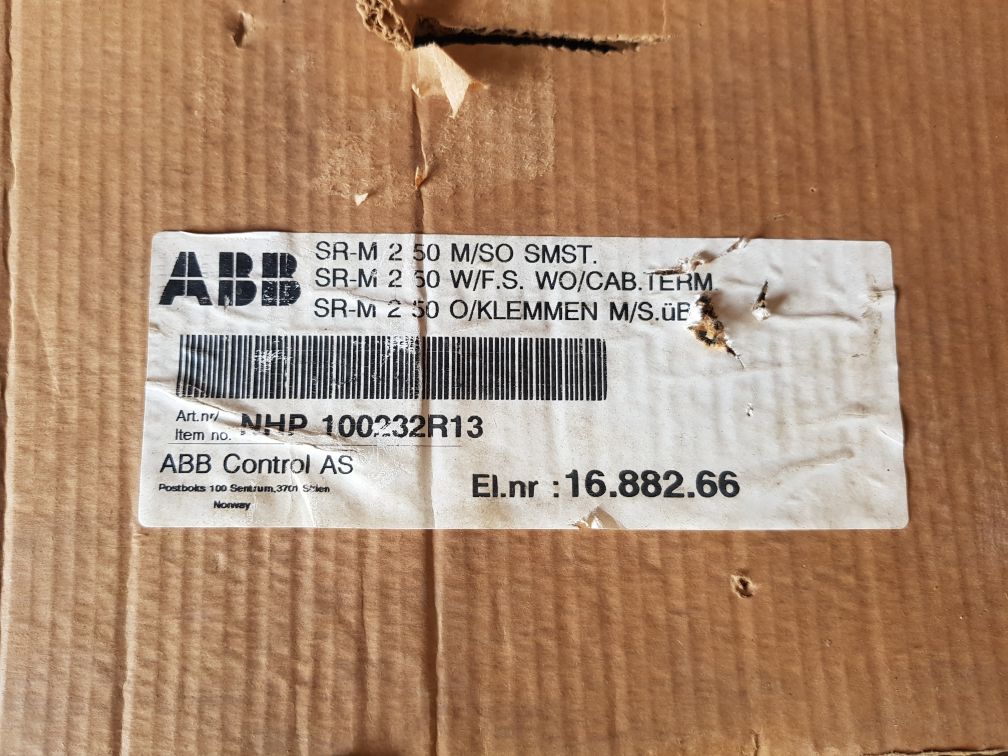 ABB
SR-M 2 50 M/SO SMST.
SR-M 2 50 W/F.S. WO/CAB.TERM.
SR-M 2 50 O/KLEMMEN M/S.üB
Art.nr/
Item no. NHP 100232R13
ABB Control AS
Postboks 100 Sentrum,3701 Skien
Norway
El.nr :16.882.66